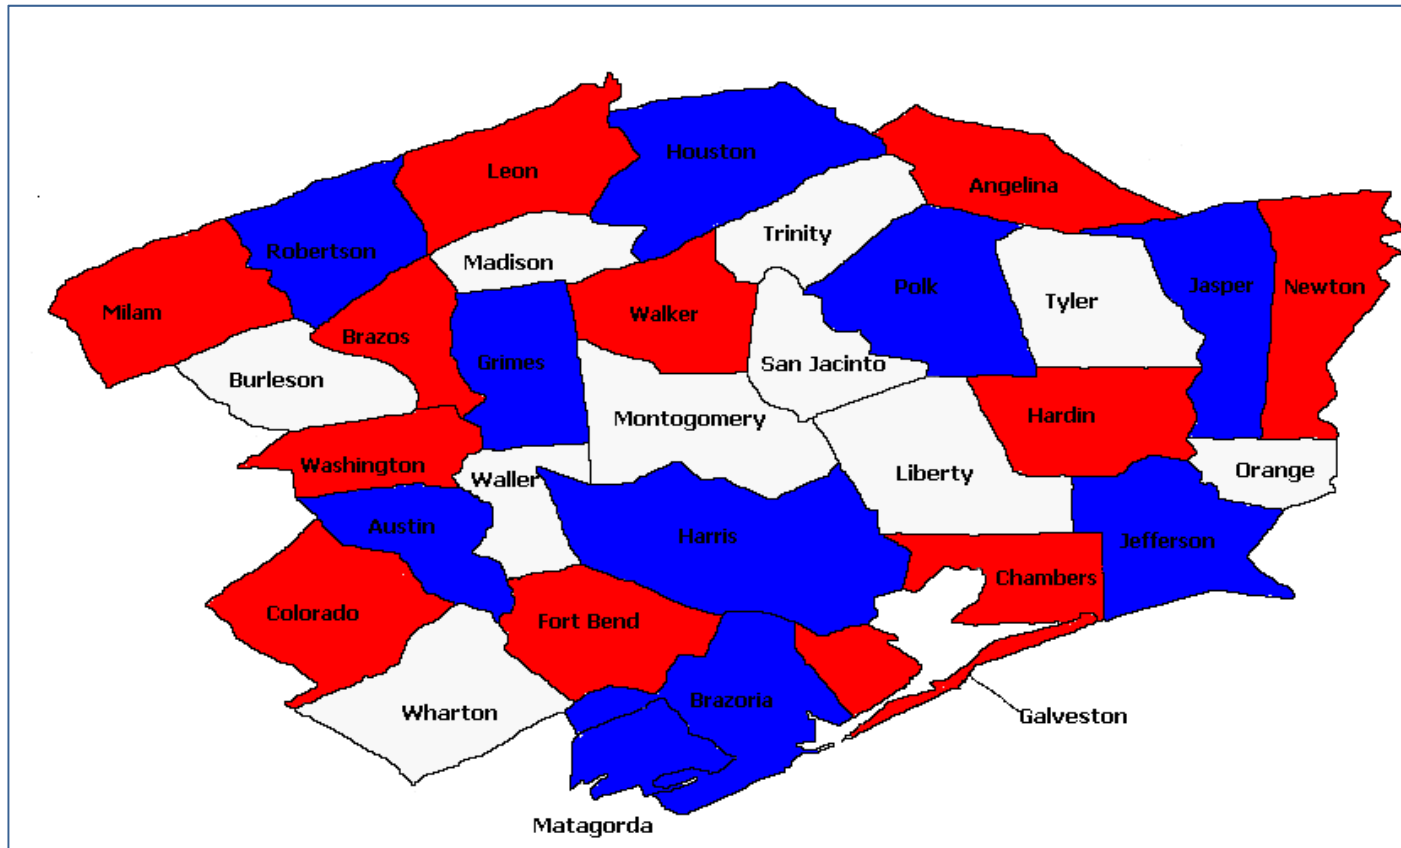 Houston
Leon
Angelina
Trinity
Robertson
Madison
Polk
Jasper
Newton
Tyler
Milam
Walker
Brazos
Grimes
San Jacinto
Burleson
Hardin
Montogomery
Washington
Waller
Liberty
Orange
Austin
Harris
Jefferson
Chambers
Colorado
Fort Bend
Brazoria
Wharton
Galveston
Matagorda